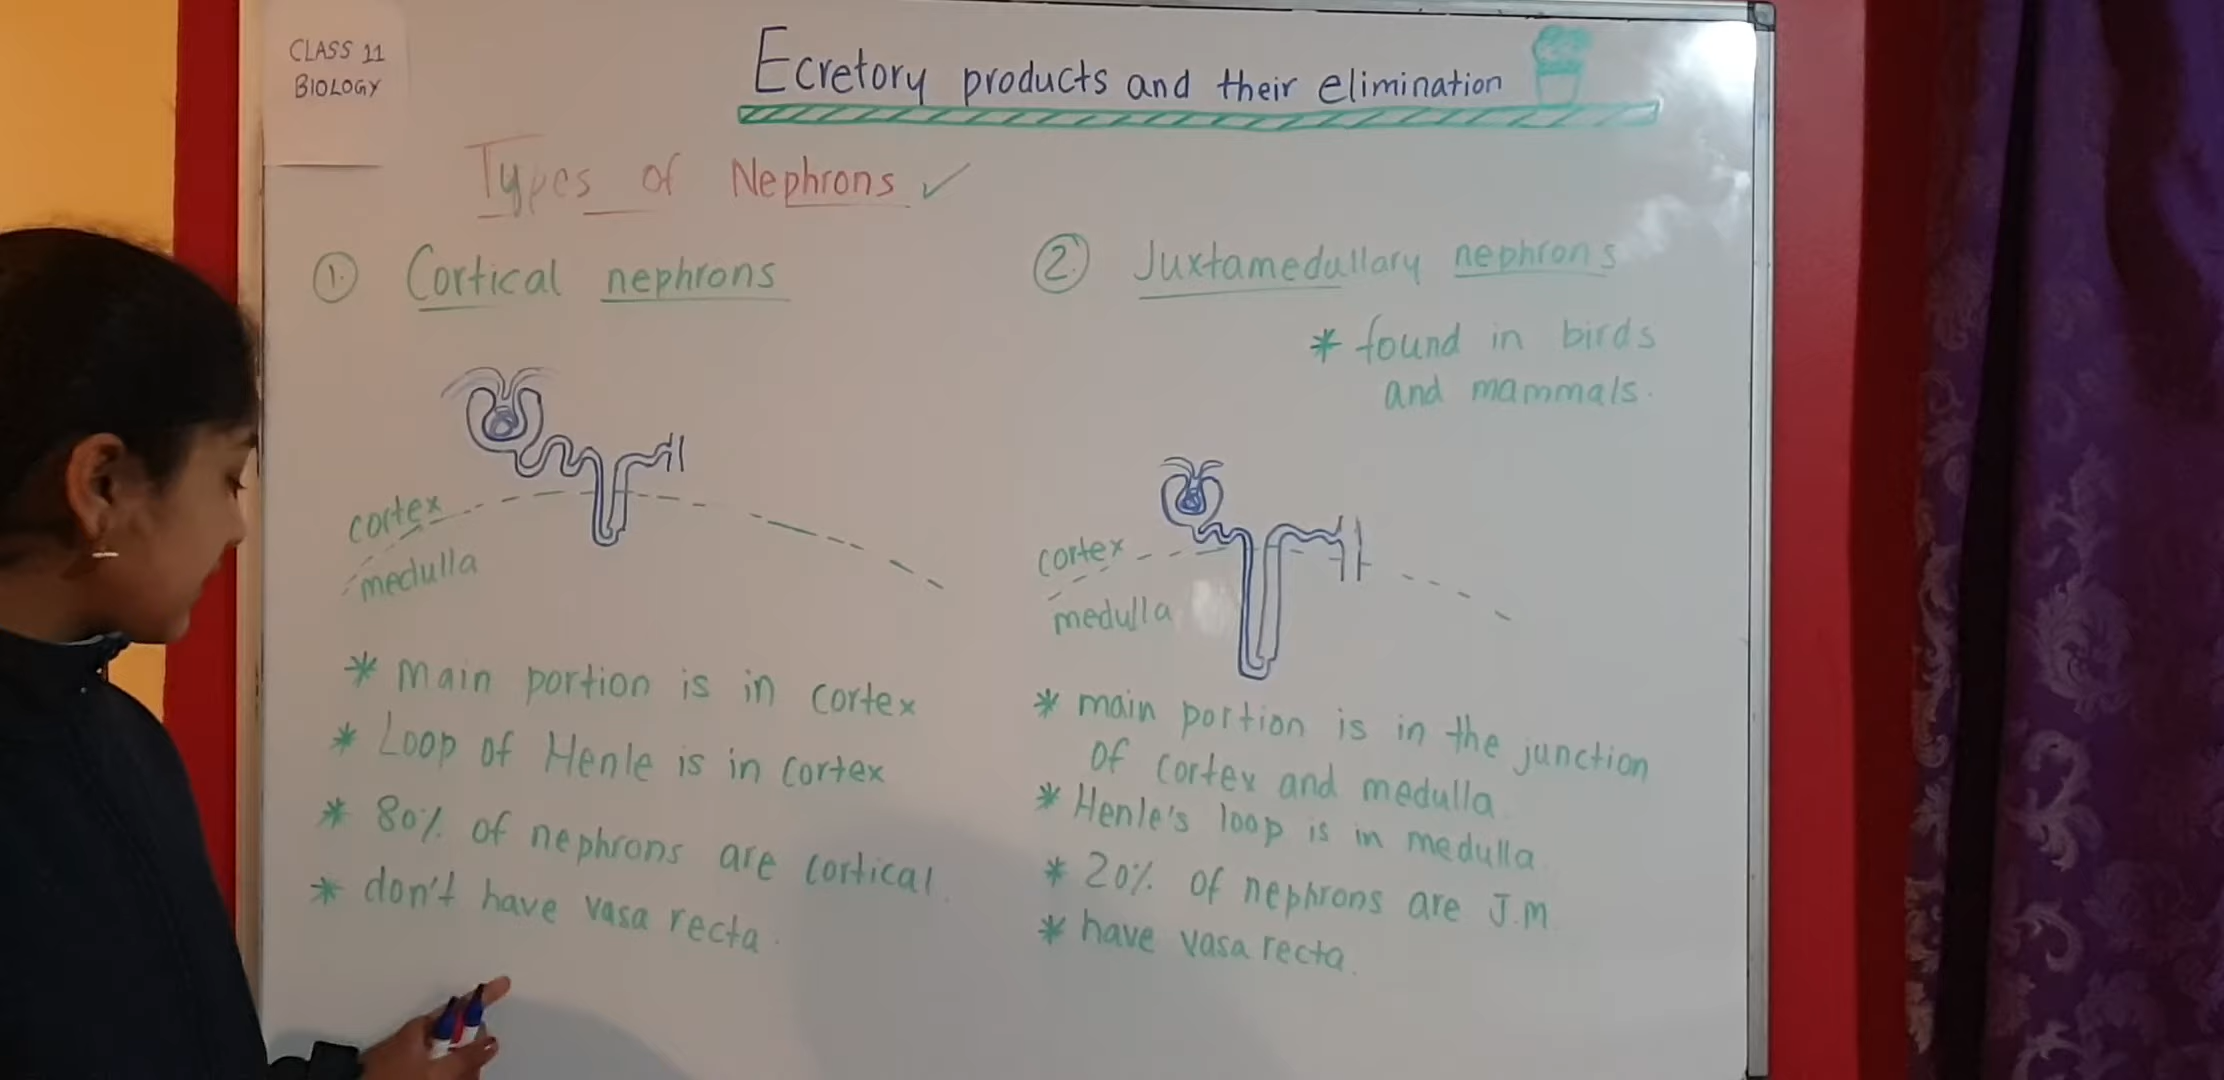 CLASS 11
BIOLOGY
Ecretory products and their elimination
Types of Nephrons ✓
1. Cortical nephrons
cortex
medulla
* main portion is in cortex
* Loop of Henle is in cortex
* 80% of nephrons are cortical.
* don't have vasa recta.
2. Juxtamedullary nephrons
* found in birds
and mammals.
cortex
medulla
* main portion is in the junction
of cortex and medulla.
* Henle's loop is in medulla.
* 20% of nephrons are J.M
* have vasa recta.